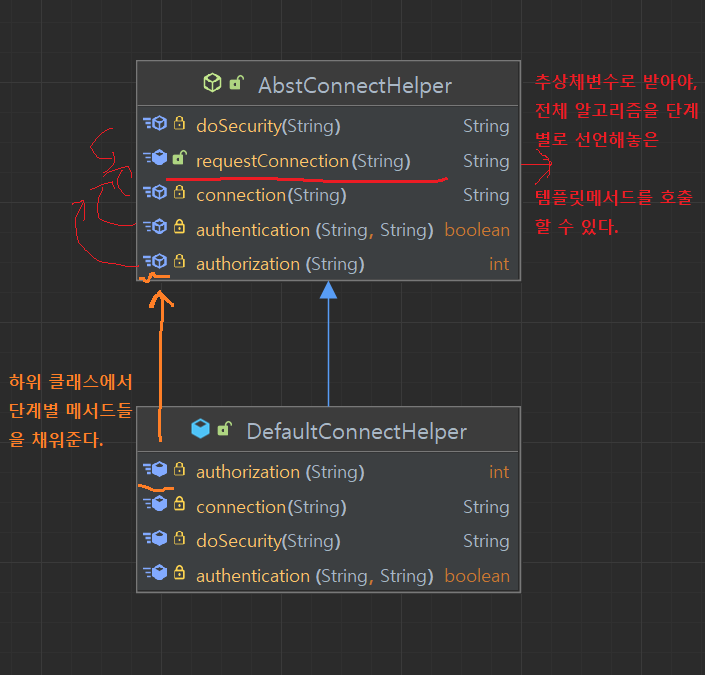 AbstConnectHelper
doSecurity(String) String
requestConnection(String) String
connection(String) String
authentication (String, String) boolean
authorization (String) int
추상체변수로 받아야,
전체 알고리즘을 단계
별로 선언해놓은
템플릿메서드를 호출
할 수 있다.
하위 클래스에서
단계별 메서드들
을 채워준다.
DefaultConnectHelper
authorization (String) int
connection(String) String
doSecurity(String) String
authentication (String, String) boolean